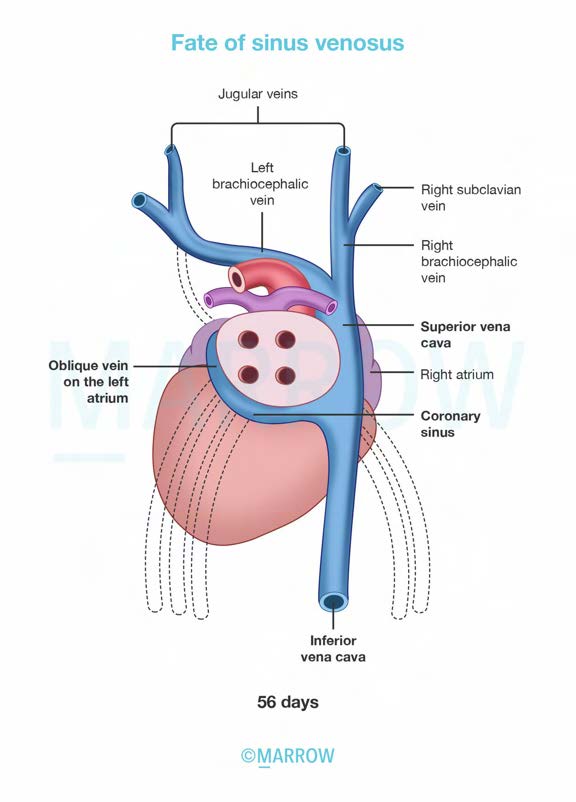 Fate of sinus venosus
Jugular veins
Left
brachiocephalic
vein
Right subclavian
vein
Right
brachiocephalic
vein
Superior vena
cava
Oblique vein
on the left
atrium
Right atrium
Coronary
sinus
Inferior
vena cava
56 days
©MARROW
MARROW